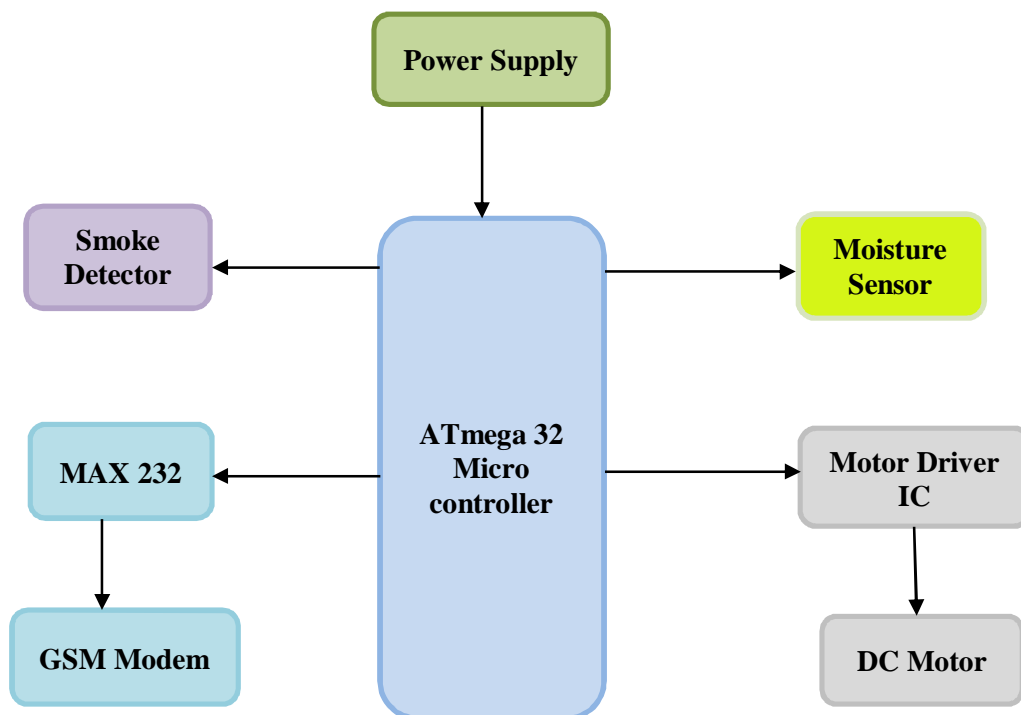 Power Supply
Smoke
Detector
Moisture
Sensor
ATmega 32
Micro
controller
MAX 232
Motor Driver
IC
GSM Modem
DC Motor